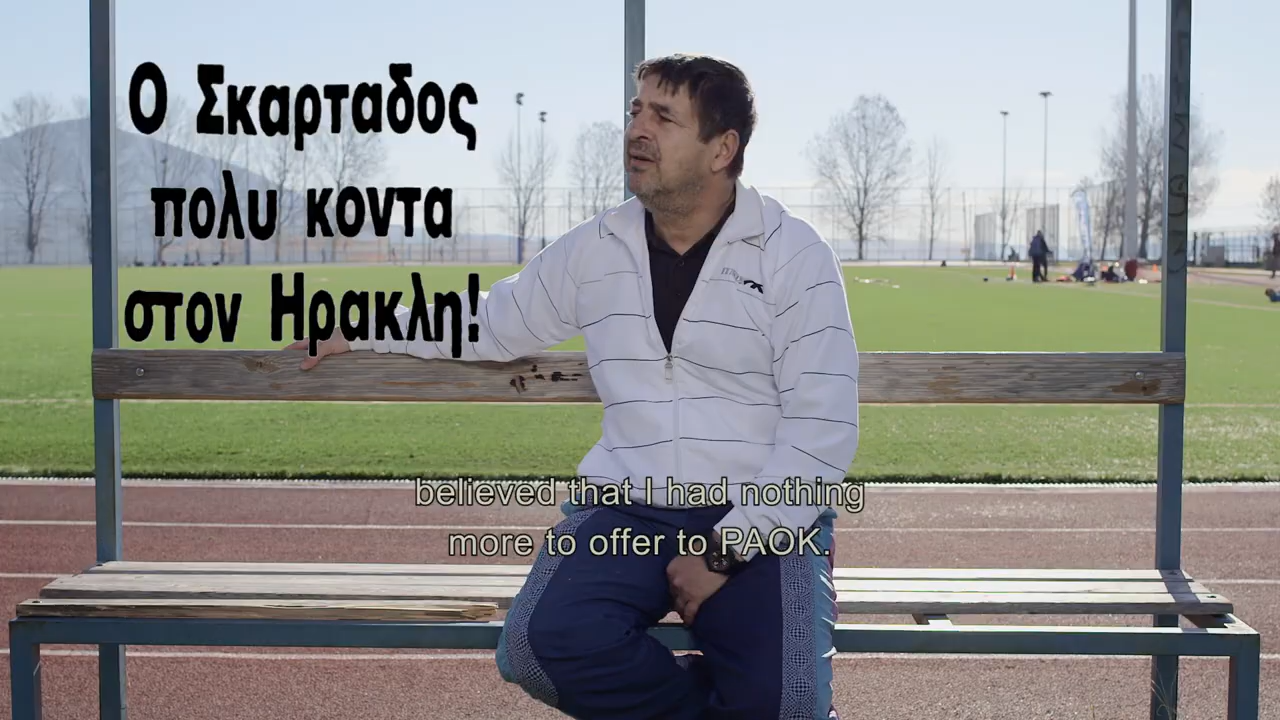 Ο Σκαρταδος
πολυ κοντα
στον Ηρακλη!
believed that I had nothing
more to offer to PAOK.